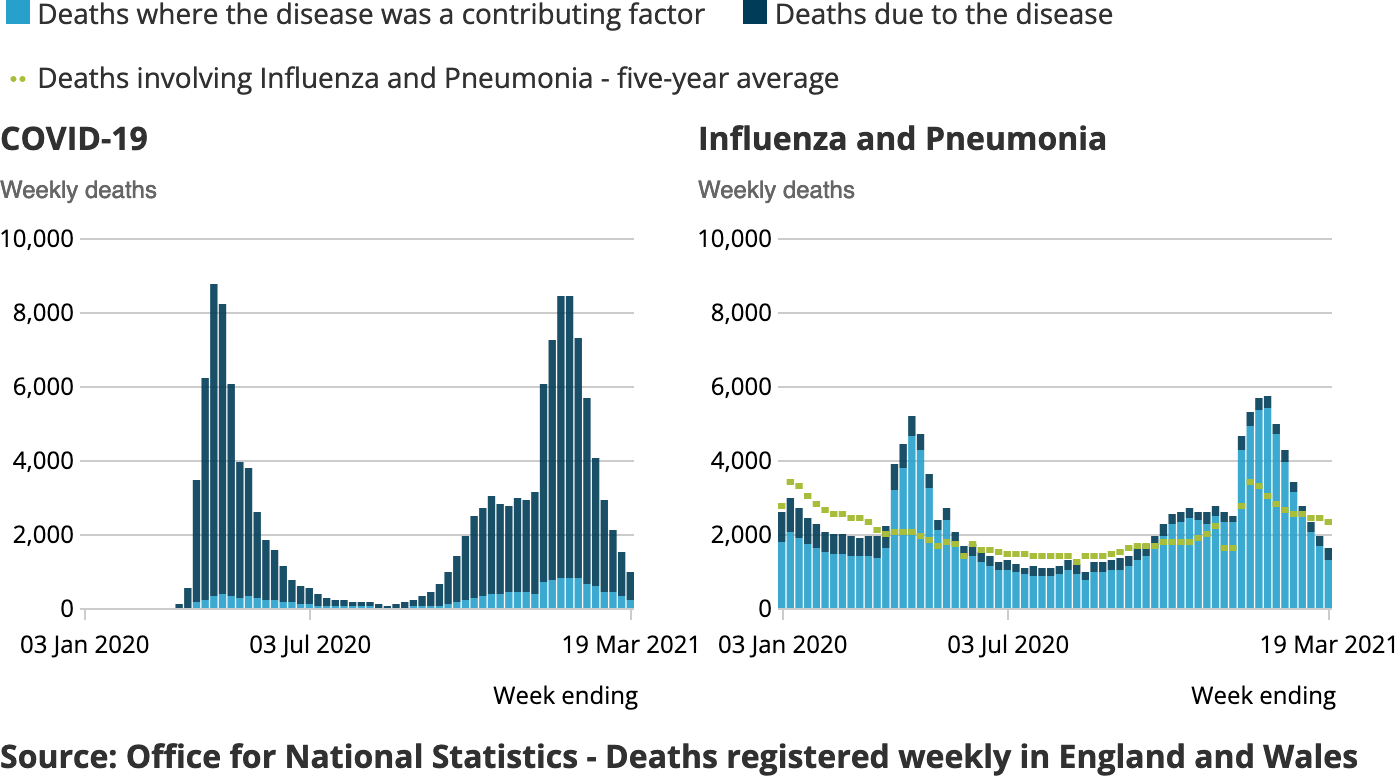 Deaths where the disease was a contributing factor Deaths due to the disease
Deaths involving Influenza and Pneumonia - five-year average
COVID-19
Weekly deaths
10,000
8,000
6,000
4,000
2,000
0
03 Jan 2020 03 Jul 2020 19 Mar 2021
Week ending
Influenza and Pneumonia
Weekly deaths
10,000
8,000
6,000
4,000
2,000
0
03 Jan 2020 03 Jul 2020 19 Mar 2021
Week ending
Source: Office for National Statistics - Deaths registered weekly in England and Wales